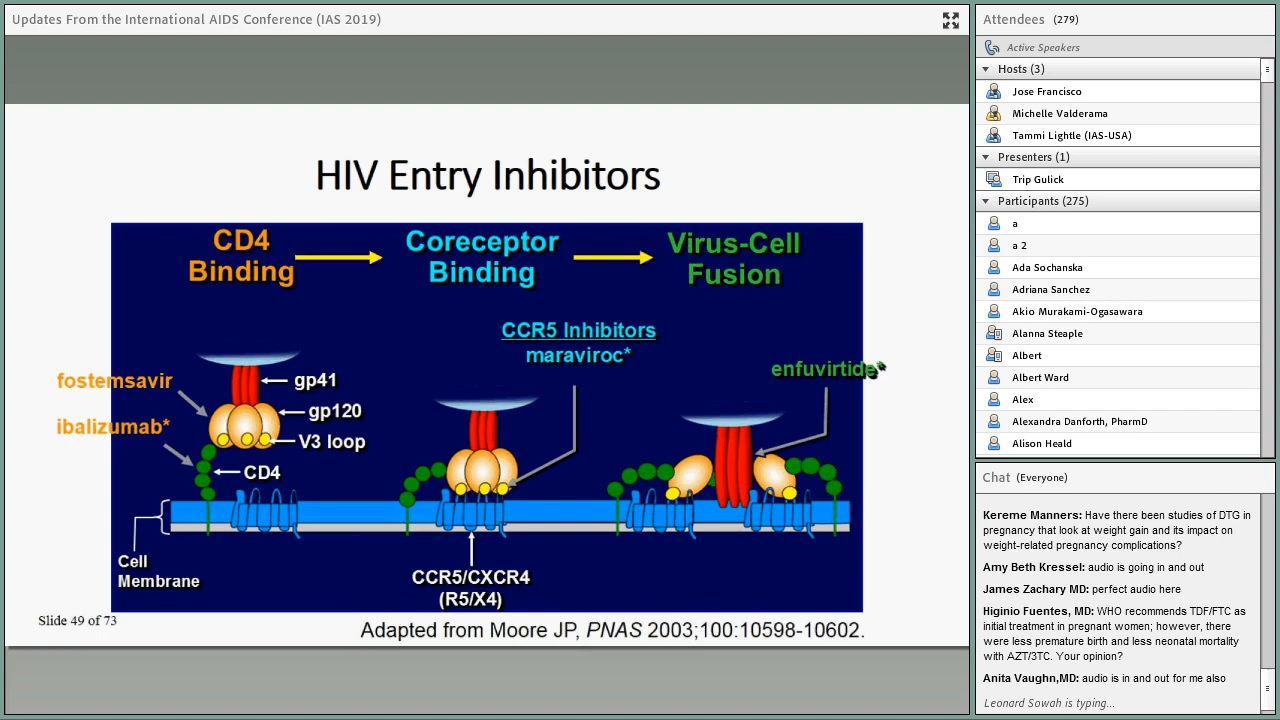 Updates From the International AIDS Conference (IAS 2019)
HIV Entry Inhibitors
CD4
Binding
Coreceptor
Binding
Virus-Cell
Fusion
CCR5 Inhibitors
maraviroc*
enfuvirtide*
fostemsavir
ibalizumab*
gp41
gp120
V3 loop
CD4
Cell
Membrane
CCR5/CXCR4
(R5/X4)
Slide 49 of 73
Adapted from Moore JP, PNAS 2003;100:10598-10602.
Attendees (279)
Active Speakers
Hosts (3)
Jose Francisco
Michelle Valderama
Tammi Lightle (IAS-USA)
Presenters (1)
Trip Gulick
Participants (275)
a
a 2
Ada Sochanska
Adriana Sanchez
Akio Murakami-Ogasawara
Alanna Steaple
Albert
Albert Ward
Alex
Alexandra Danforth, PharmD
Alison Heald
Chat (Everyone)
Kereme Manners: Have there been studies of DTG in
pregnancy that look at weight gain and its impact on
weight-related pregnancy complications?
Amy Beth Kressel: audio is going in and out
James Zachary MD: perfect audio here
Higinio Fuentes, MD: WHO recommends TDF/FTC as
initial treatment in pregnant women; however, there
were less premature birth and less neonatal mortality
with AZT/3TC. Your opinion?
Anita Vaughn,MD: audio is in and out for me also
Leonard Sowah is typing...